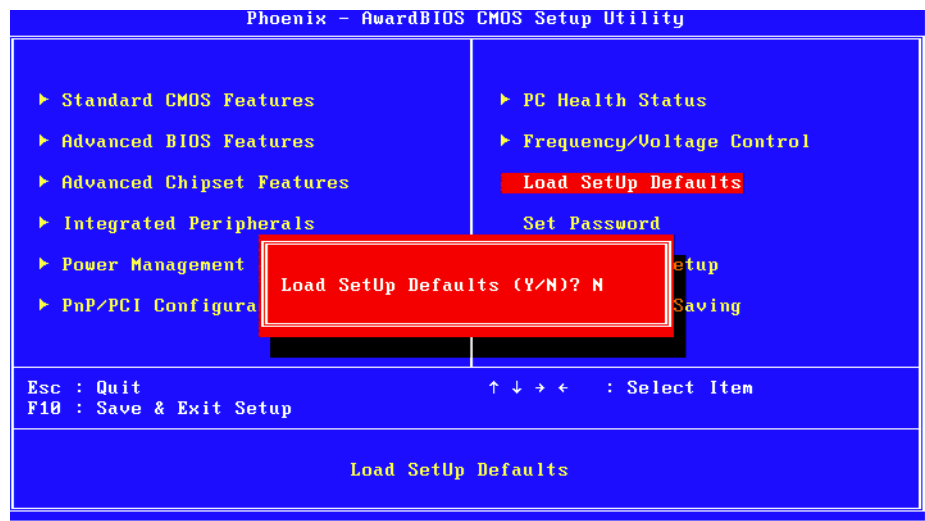 Phoenix - AwardBIOS CMOS Setup Utility
▶ Standard CMOS Features
▶ Advanced BIOS Features
▶ Advanced Chipset Features
▶ Integrated Peripherals
▶ Power Management
▶ PnP/PCI Configura
▶ PC Health Status
▶ Frequency/Voltage Control
Load SetUp Defaults
Set Password
etup
Saving
Load SetUp Defaults (Y/N)? N
Esc : Quit
F10 : Save & Exit Setup
↑ ↓ → ← : Select Item
Load SetUp Defaults